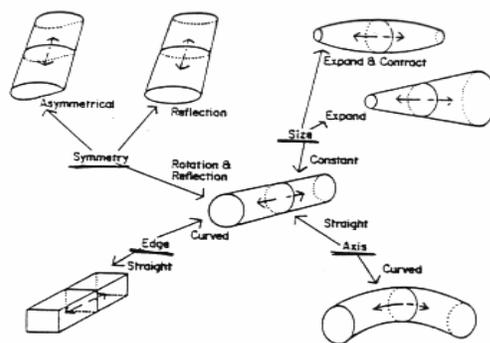 Expand & Contract
Asymmetrical
Reflection
Expand
Size
Symmetry
Rotation &
Reflection
Constant
Straight
Edge
Curved
Axis
Straight
Curved